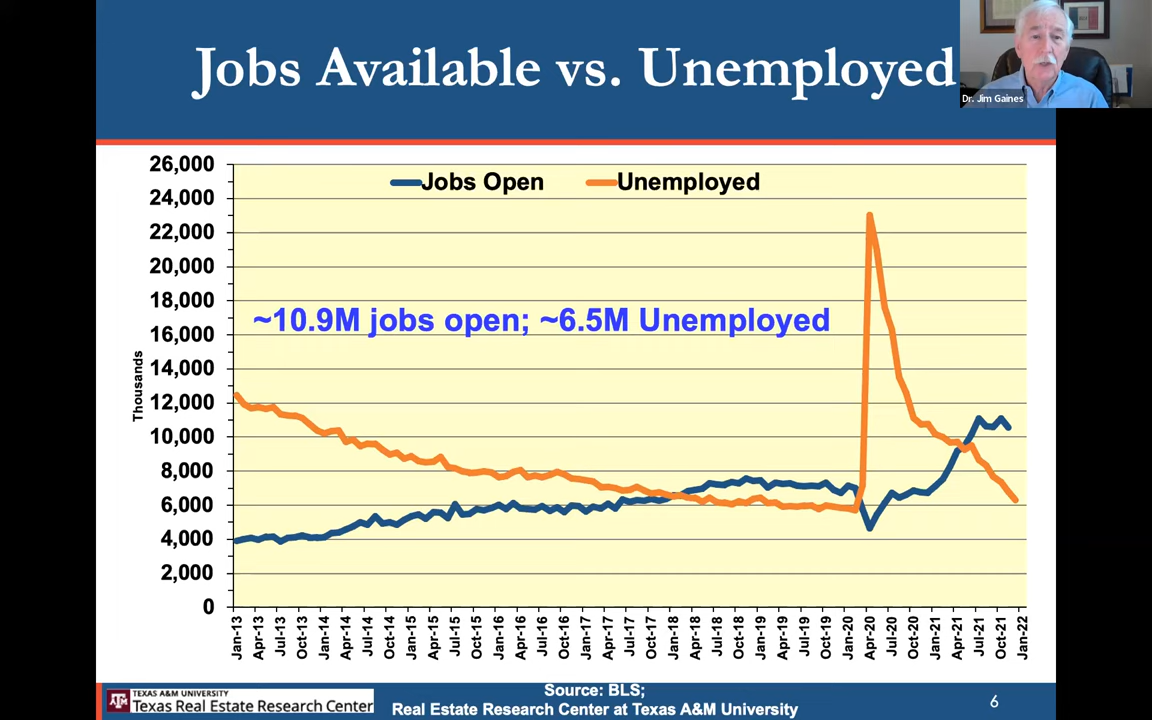 Jobs Available vs. Unemployed
Dr. Jim Gaines
26,000
24,000
22,000
20,000
18,000
16,000
14,000
12,000
10,000
8,000
6,000
4,000
2,000
0
Thousands
Jobs Open Unemployed
~10.9M jobs open; ~6.5M Unemployed
Jan-13 Apr-13 Jul-13 Oct-13 Jan-14 Apr-14 Jul-14 Oct-14 Jan-15 Apr-15 Jul-15 Oct-15 Jan-16 Apr-16 Jul-16 Oct-16 Jan-17 Apr-17 Jul-17 Oct-17 Jan-18 Apr-18 Jul-18 Oct-18 Jan-19 Apr-19 Jul-19 Oct-19 Jan-20 Apr-20 Jul-20 Oct-20 Jan-21 Apr-21 Jul-21 Oct-21 Jan-22
ATM TEXAS A&M UNIVERSITY
Texas Real Estate Research Center
Source: BLS;
Real Estate Research Center at Texas A&M University
6